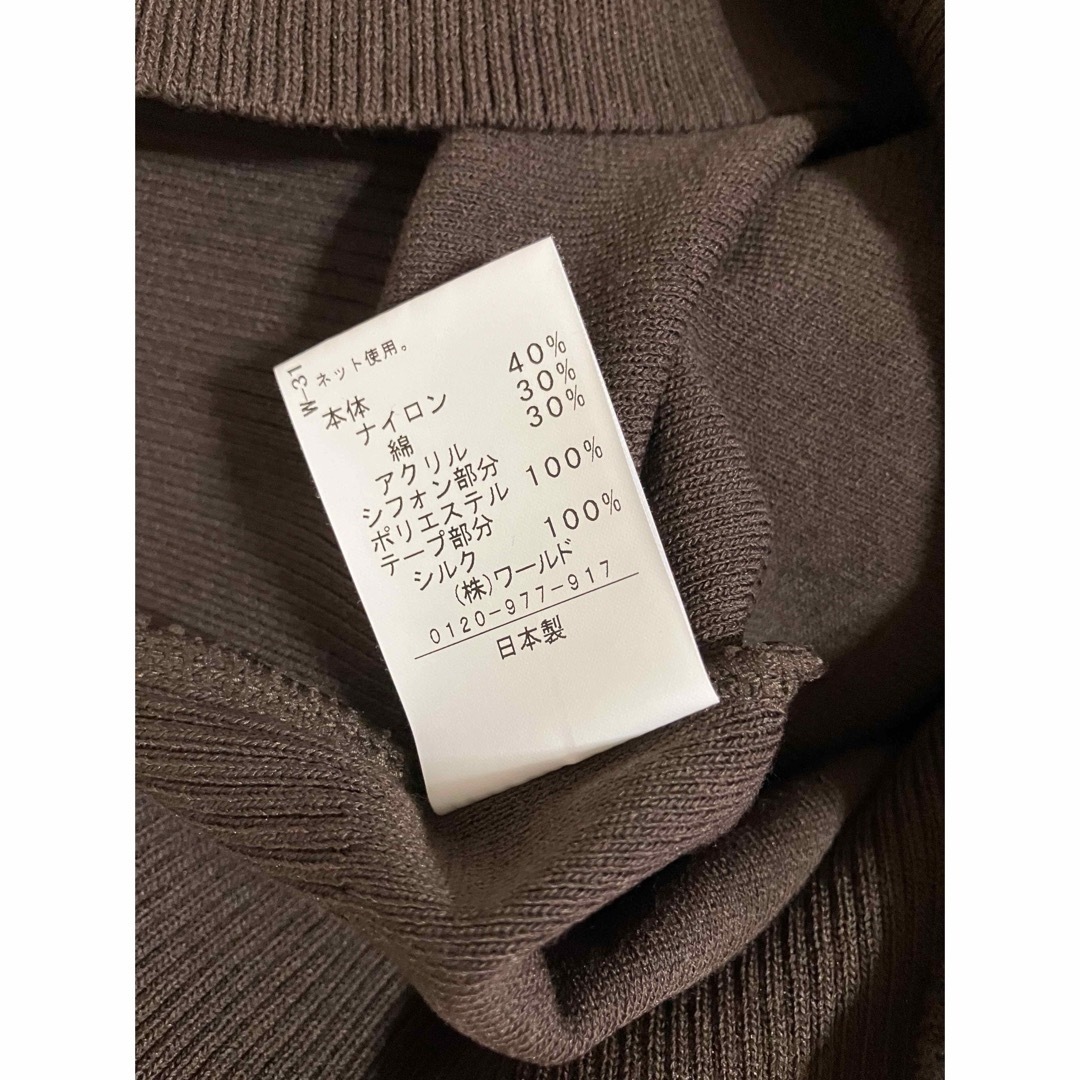 W-31
ネット使用。
本体
ナイロン 40%
綿 30%
アクリル 30%
シフォン部分
ポリエステル 100%
テープ部分
シルク 100%
(株)ワールド
0120-977-917
日本製